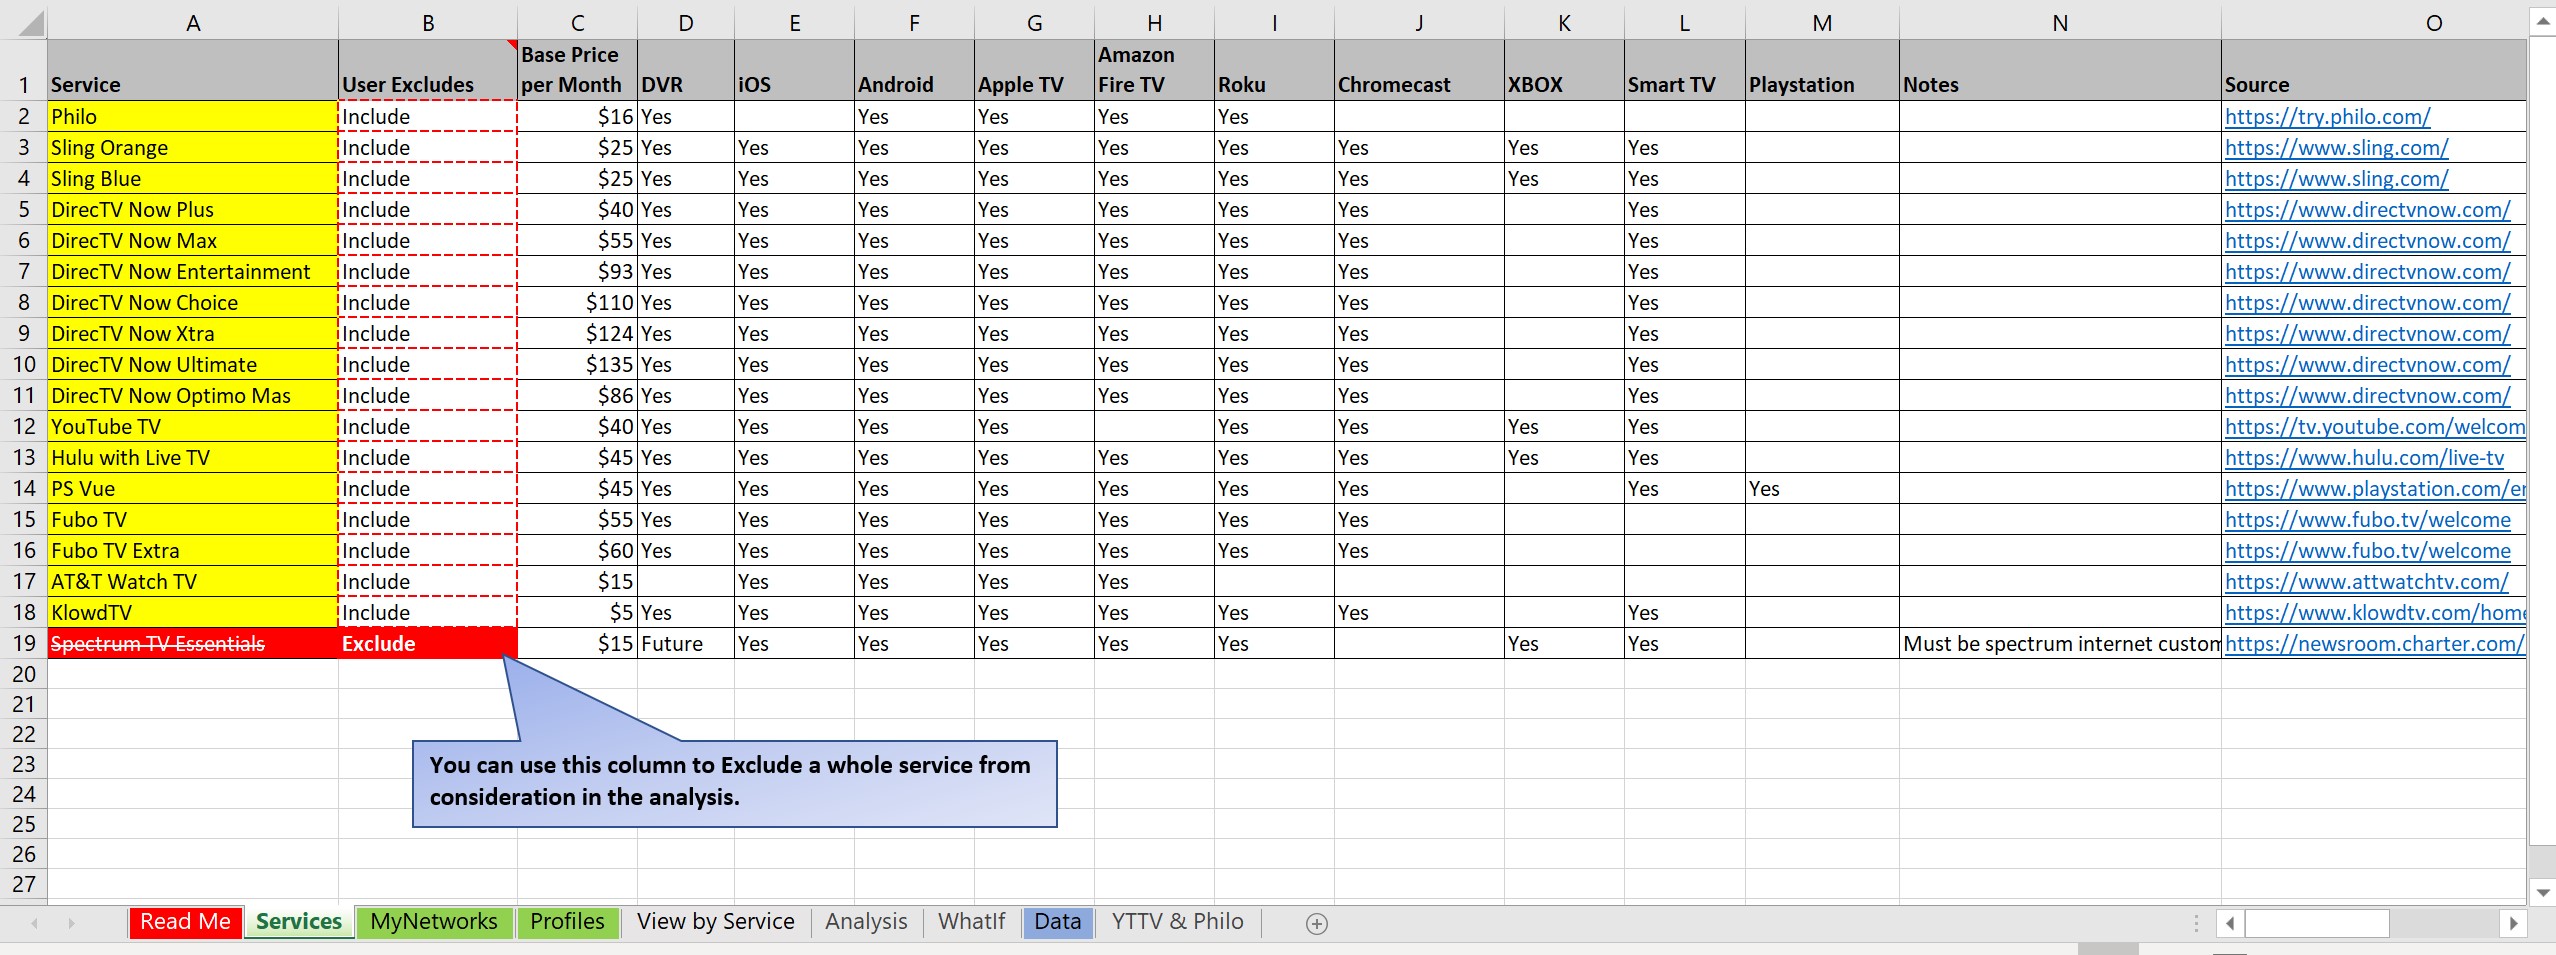 A B C D E F G H I J K L M N O
1 Service User Excludes Base Price per Month DVR iOS Android Apple TV Amazon Fire TV Roku Chromecast XBOX Smart TV Playstation Notes Source
2 Philo Include $16 Yes Yes Yes Yes Yes https://try.philo.com/
3 Sling Orange Include $25 Yes Yes Yes Yes Yes Yes Yes Yes Yes https://www.sling.com/
4 Sling Blue Include $25 Yes Yes Yes Yes Yes Yes Yes Yes Yes https://www.sling.com/
5 DirecTV Now Plus Include $40 Yes Yes Yes Yes Yes Yes Yes Yes https://www.directvnow.com/
6 DirecTV Now Max Include $55 Yes Yes Yes Yes Yes Yes Yes Yes https://www.directvnow.com/
7 DirecTV Now Entertainment Include $93 Yes Yes Yes Yes Yes Yes Yes Yes https://www.directvnow.com/
8 DirecTV Now Choice Include $110 Yes Yes Yes Yes Yes Yes Yes Yes https://www.directvnow.com/
9 DirecTV Now Xtra Include $124 Yes Yes Yes Yes Yes Yes Yes Yes https://www.directvnow.com/
10 DirecTV Now Ultimate Include $135 Yes Yes Yes Yes Yes Yes Yes Yes https://www.directvnow.com/
11 DirecTV Now Optimo Mas Include $86 Yes Yes Yes Yes Yes Yes Yes Yes https://www.directvnow.com/
12 YouTube TV Include $40 Yes Yes Yes Yes Yes Yes Yes Yes https://tv.youtube.com/welcom
13 Hulu with Live TV Include $45 Yes Yes Yes Yes Yes Yes Yes Yes Yes https://www.hulu.com/live-tv
14 PS Vue Include $45 Yes Yes Yes Yes Yes Yes Yes Yes Yes https://www.playstation.com/en
15 Fubo TV Include $55 Yes Yes Yes Yes Yes Yes Yes https://www.fubo.tv/welcome
16 Fubo TV Extra Include $60 Yes Yes Yes Yes Yes Yes Yes https://www.fubo.tv/welcome
17 AT&T Watch TV Include $15 Yes Yes Yes Yes https://www.attwatchtv.com/
18 KlowdTV Include $5 Yes Yes Yes Yes Yes Yes Yes Yes https://www.klowdtv.com/home
19 Spectrum TV Essentials Exclude $15 Future Yes Yes Yes Yes Yes Yes Yes Must be spectrum internet custom https://newsroom.charter.com/
20
21
22
23
24
25
26
27
You can use this column to Exclude a whole service from
consideration in the analysis.
Read Me Services MyNetworks Profiles View by Service Analysis WhatIf Data YTTV & Philo